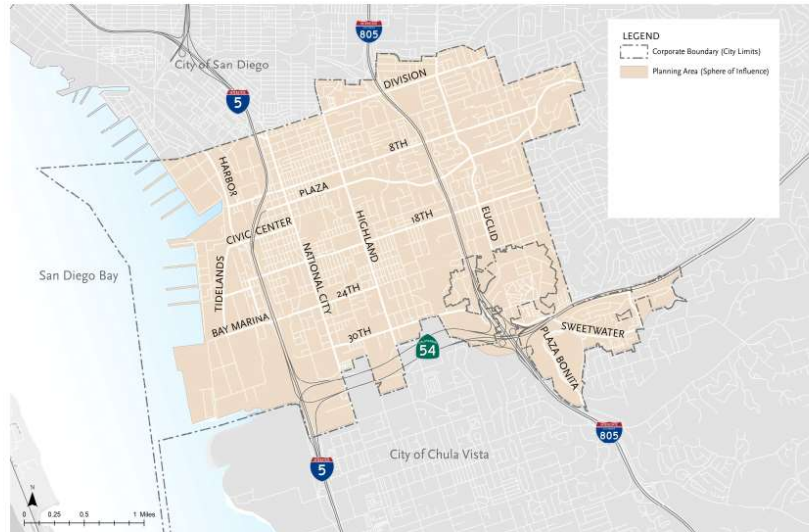 LEGEND
Corporate Boundary (City Limits)
Planning Area (Sphere of Influence)
805
City of San Diego
5
DIVISION
8TH
HARBOR
PLAZA
CIVIC CENTER
HIGHLAND
18TH
EUCLID
San Diego Bay
TIDELANDS
NATIONAL CITY
24TH
BAY MARINA
30TH
54
SWEETWATER
PLAZA BONITA
805
City of Chula Vista
5
N
0 0.25 0.5 1 Miles